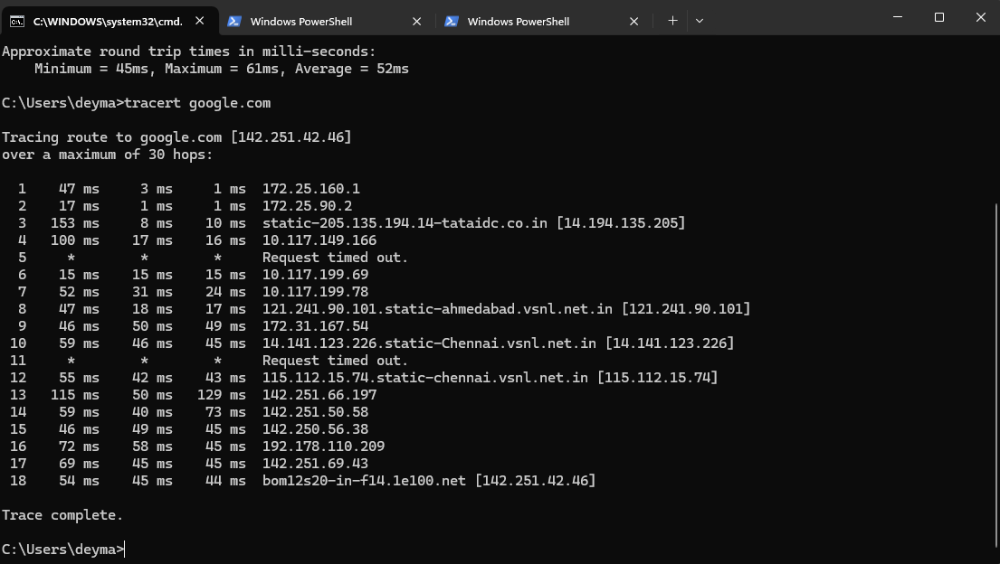 C:\WINDOWS\system32\cmd.
Windows PowerShell
Windows PowerShell
Approximate round trip times in milli-seconds:
    Minimum = 45ms, Maximum = 61ms, Average = 52ms
C:\Users\deyma>tracert google.com
Tracing route to google.com [142.251.42.46]
over a maximum of 30 hops:
  1    47 ms     3 ms     1 ms  172.25.160.1
  2    17 ms     1 ms     1 ms  172.25.90.2
  3   153 ms     8 ms    10 ms  static-205.135.194.14-tataidc.co.in [14.194.135.205]
  4   100 ms    17 ms    16 ms  10.117.149.166
  5     *        *        *     Request timed out.
  6    15 ms    15 ms    15 ms  10.117.199.69
  7    52 ms    31 ms    24 ms  10.117.199.78
  8    47 ms    18 ms    17 ms  121.241.90.101.static-ahmedabad.vsnl.net.in [121.241.90.101]
  9    46 ms    50 ms    49 ms  172.31.167.54
 10    59 ms    46 ms    45 ms  14.141.123.226.static-Chennai.vsnl.net.in [14.141.123.226]
 11     *        *        *     Request timed out.
 12    55 ms    42 ms    43 ms  115.112.15.74.static-chennai.vsnl.net.in [115.112.15.74]
 13   115 ms    50 ms   129 ms  142.251.66.197
 14    59 ms    40 ms    73 ms  142.251.50.58
 15    46 ms    49 ms    45 ms  142.250.56.38
 16    72 ms    58 ms    45 ms  192.178.110.209
 17    69 ms    45 ms    45 ms  142.251.69.43
 18    54 ms    45 ms    44 ms  bom12s20-in-f14.1e100.net [142.251.42.46]
Trace complete.
C:\Users\deyma>